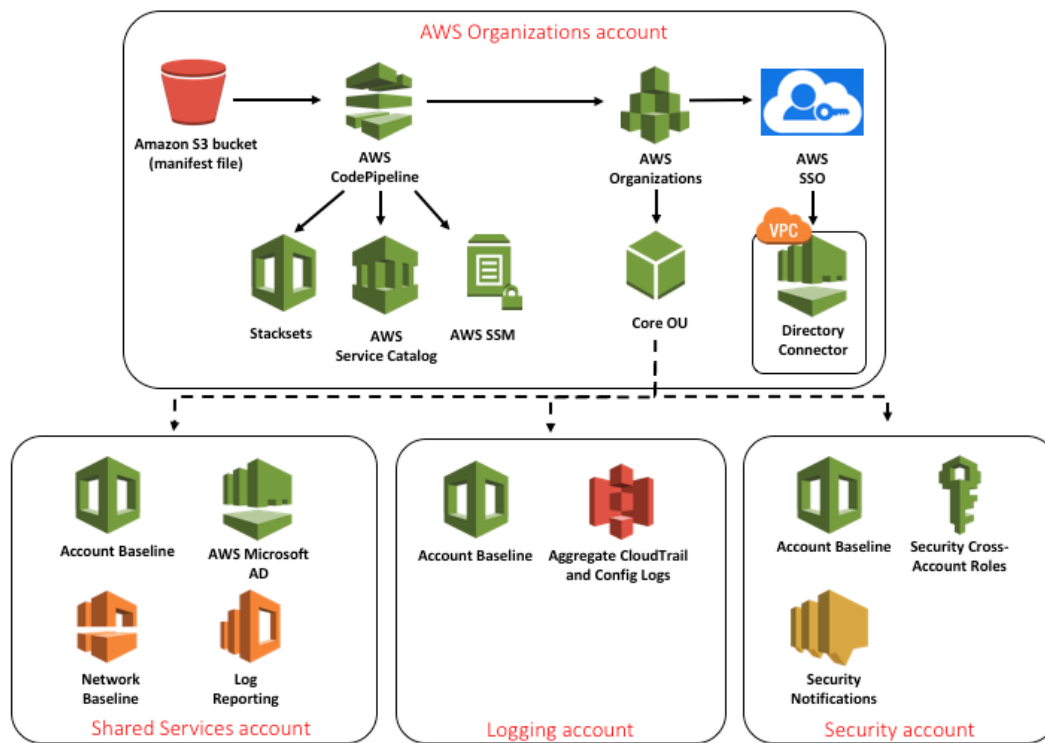 AWS Organizations account
Amazon S3 bucket
(manifest file)
AWS
CodePipeline
AWS
Organizations
AWS
SSO
VPC
Stacksets
AWS
Service Catalog
AWS SSM
Core OU
Directory
Connector
Account Baseline
AWS Microsoft
AD
Network
Baseline
Log
Reporting
Shared Services account
Account Baseline
Aggregate CloudTrail
and Config Logs
Logging account
Account Baseline
Security Cross-
Account Roles
Security
Notifications
Security account